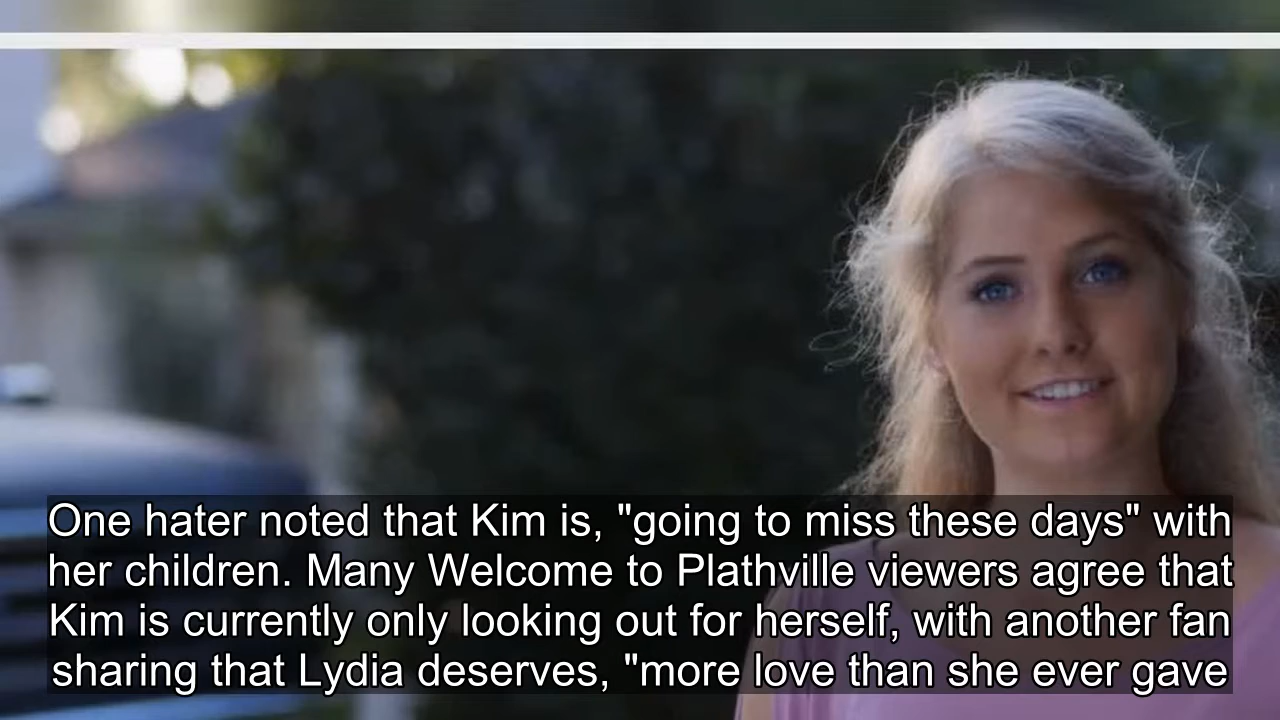 One hater noted that Kim is, "going to miss these days" with
her children. Many Welcome to Plathville viewers agree that
Kim is currently only looking out for herself, with another fan
sharing that Lydia deserves, "more love than she ever gave